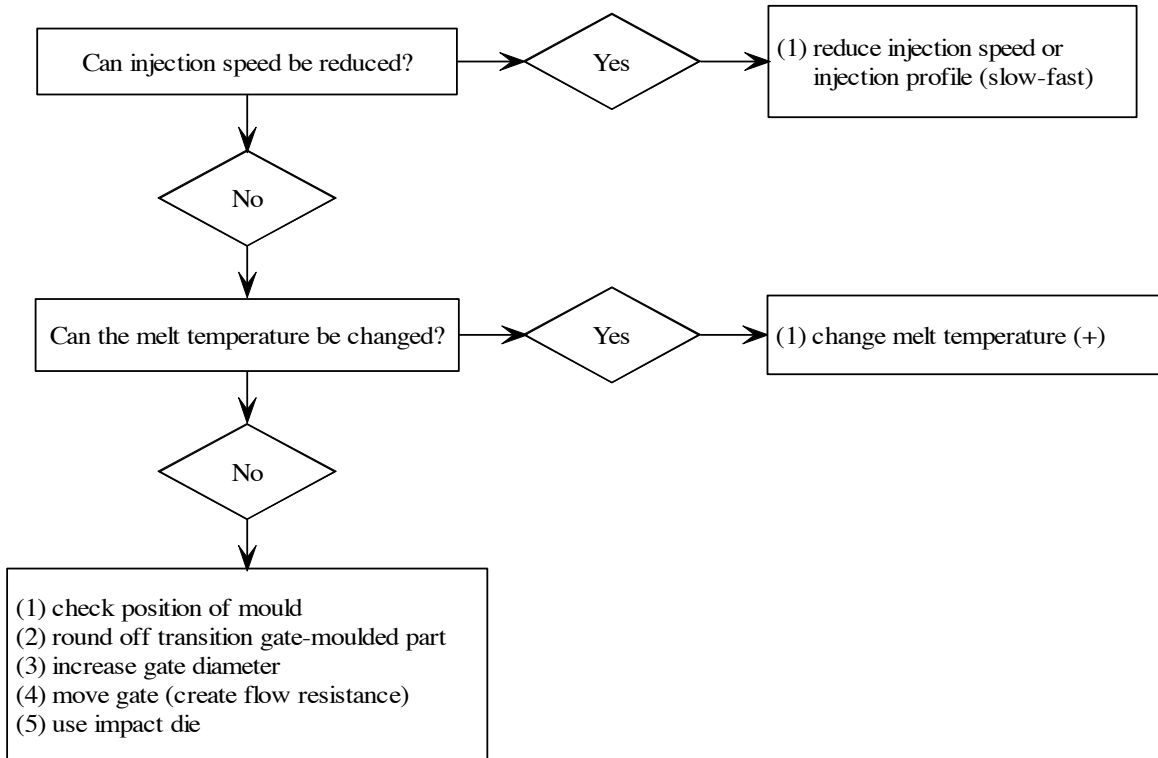 Can injection speed be reduced?
Yes
(1) reduce injection speed or
injection profile (slow-fast)
No
Can the melt temperature be changed?
Yes
(1) change melt temperature (+)
No
(1) check position of mould
(2) round off transition gate-moulded part
(3) increase gate diameter
(4) move gate (create flow resistance)
(5) use impact die